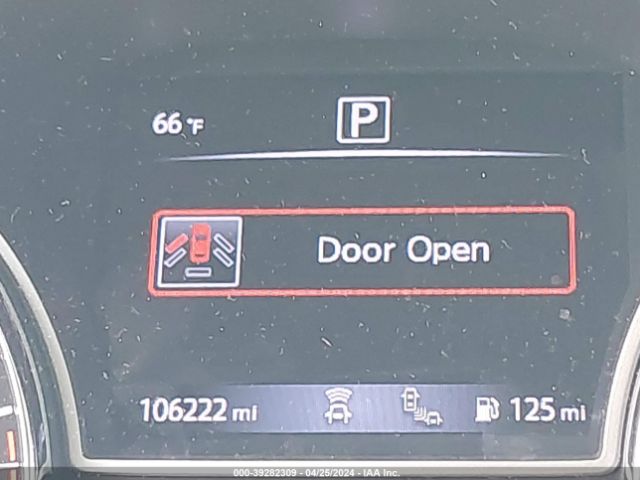 66 °F P
Door Open
106222 mi 125 mi
000-39282309 - 04/25/2024 - IAA Inc.